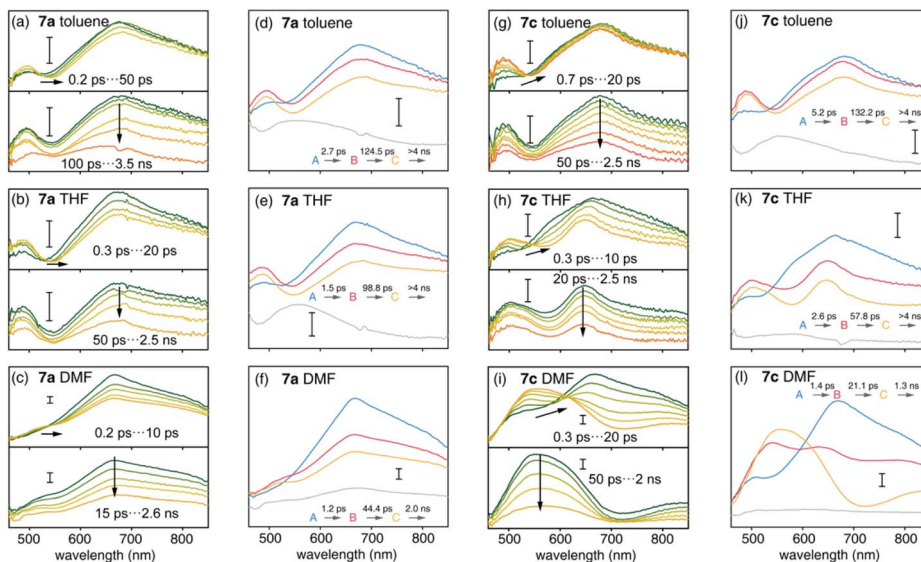 (a) 7a toluene
0.2 ps···50 ps
100 ps···3.5 ns
(b) 7a THF
0.3 ps···20 ps
50 ps···2.5 ns
(c) 7a DMF
0.2 ps···10 ps
15 ps···2.6 ns
500 600 700 800
wavelength (nm)
(d) 7a toluene
2.7 ps 124.5 ps >4 ns
A B C
(e) 7a THF
1.5 ps 98.8 ps >4 ns
A B C
(f) 7a DMF
1.2 ps 44.4 ps 2.0 ns
A B C
500 600 700 800
wavelength (nm)
(g) 7c toluene
0.7 ps···20 ps
50 ps···2.5 ns
(h) 7c THF
0.3 ps···10 ps
20 ps···2.5 ns
(i) 7c DMF
0.3 ps···20 ps
50 ps···2 ns
500 600 700 800
wavelength (nm)
(j) 7c toluene
5.2 ps 132.2 ps >4 ns
A B C
(k) 7c THF
2.6 ps 57.8 ps >4 ns
A B C
(l) 7c DMF
1.4 ps 21.1 ps 1.3 ns
A B C
500 600 700 800
wavelength (nm)